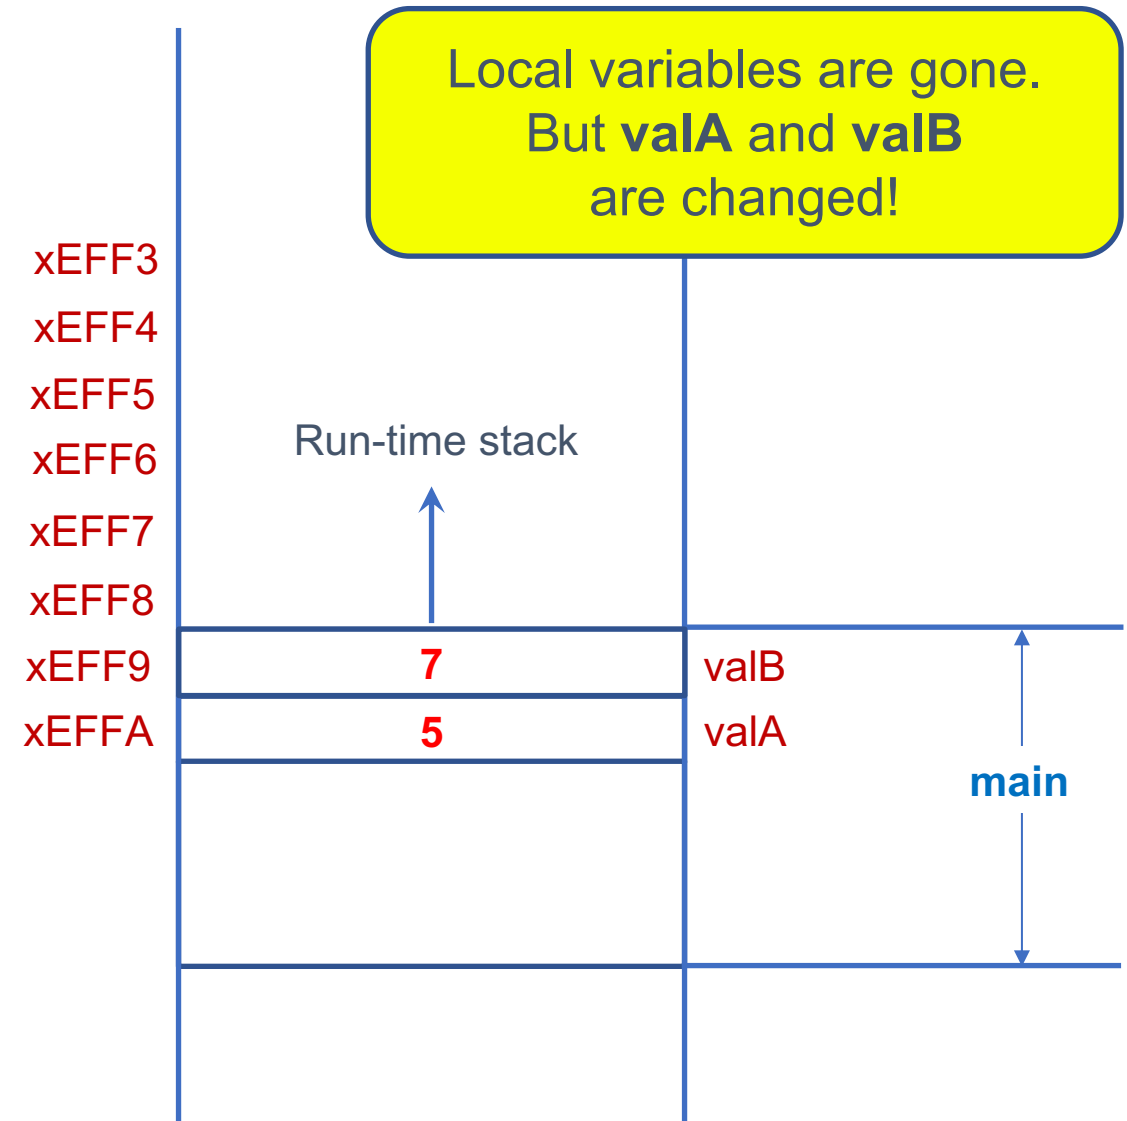 Local variables are gone.
But valA and valB
are changed!
xEFF3
xEFF4
xEFF5
Run-time stack
xEFF6
xEFF7
xEFF8
xEFF9 7 valB
xEFFA 5 valA
main